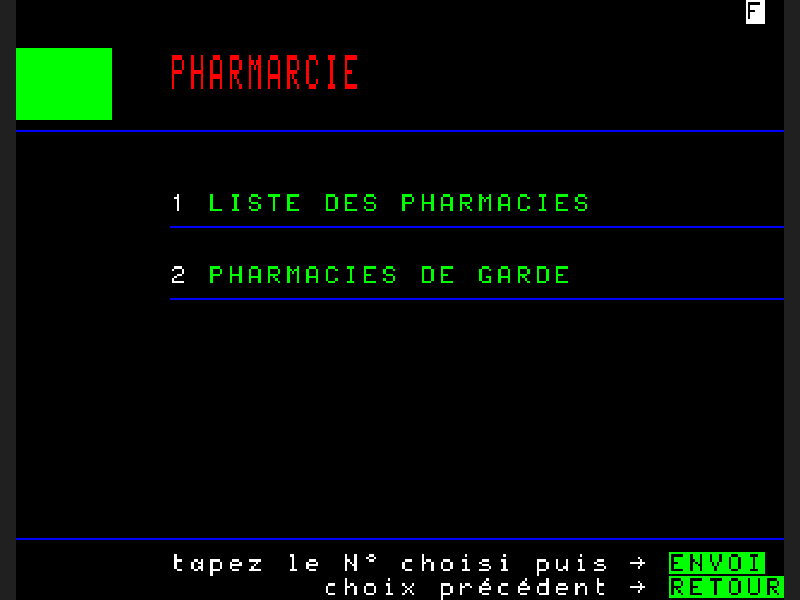 F
PHARMARCIE
1 LISTE DES PHARMACIES
2 PHARMACIES DE GARDE
tapez le N° choisi puis → ENVOI
choix précédent → RETOUR